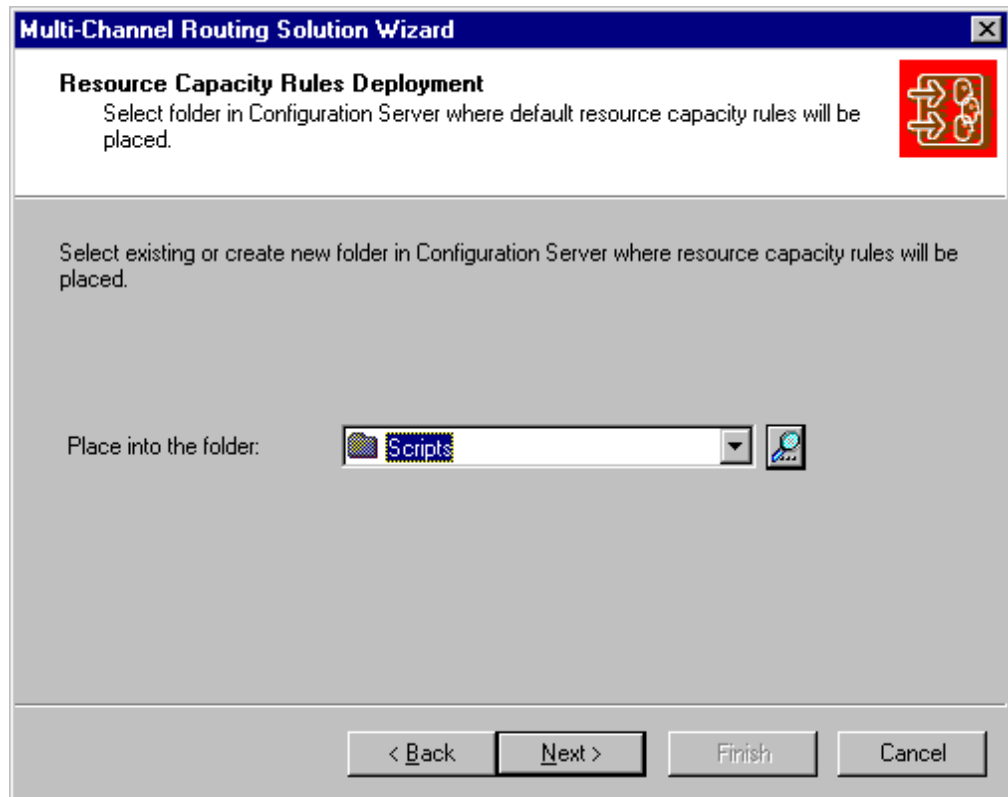 Multi-Channel Routing Solution Wizard
Resource Capacity Rules Deployment
Select folder in Configuration Server where default resource capacity rules will be
placed.
Select existing or create new folder in Configuration Server where resource capacity rules will be
placed.
Place into the folder:
Scripts
< Back
Next >
Finish
Cancel